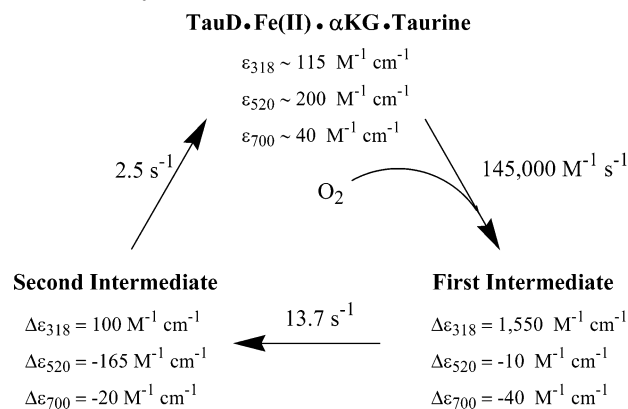 TauD•Fe(II) • αKG •Taurine
ε318 ~ 115 M-1 cm-1
ε520 ~ 200 M-1 cm-1
ε700 ~ 40 M-1 cm-1
2.5 s-1
145,000 M-1 s-1
O2
Second Intermediate
Δε318 = 100 M-1 cm-1
Δε520 = -165 M-1 cm-1
Δε700 = -20 M-1 cm-1
13.7 s-1
First Intermediate
Δε318 = 1,550 M-1 cm-1
Δε520 = -10 M-1 cm-1
Δε700 = -40 M-1 cm-1